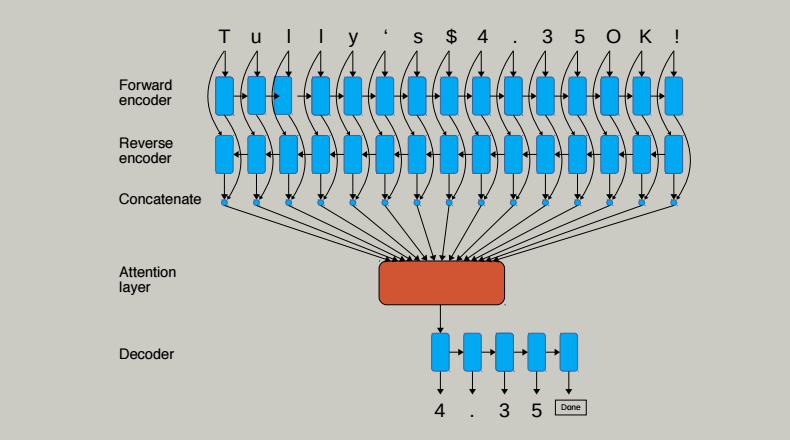 T u l l y ‘ s $ 4 . 3 5 O K !
Forward
encoder
Reverse
encoder
Concatenate
Attention
layer
Decoder
4 . 3 5 Done